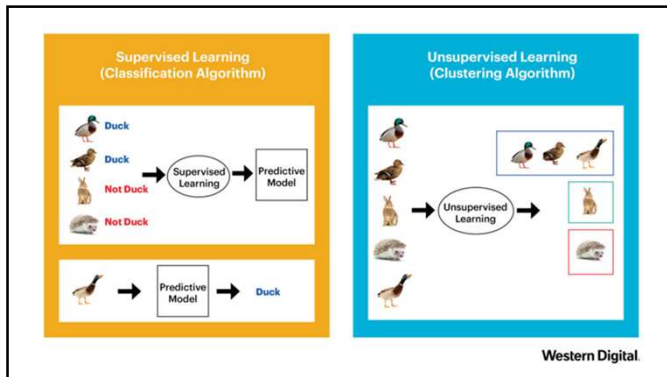 Supervised Learning
(Classification Algorithm)
Duck
Duck
Not Duck
Not Duck
Supervised
Learning
Predictive
Model
Predictive
Model
Duck
Unsupervised Learning
(Clustering Algorithm)
Unsupervised
Learning
Western Digital.